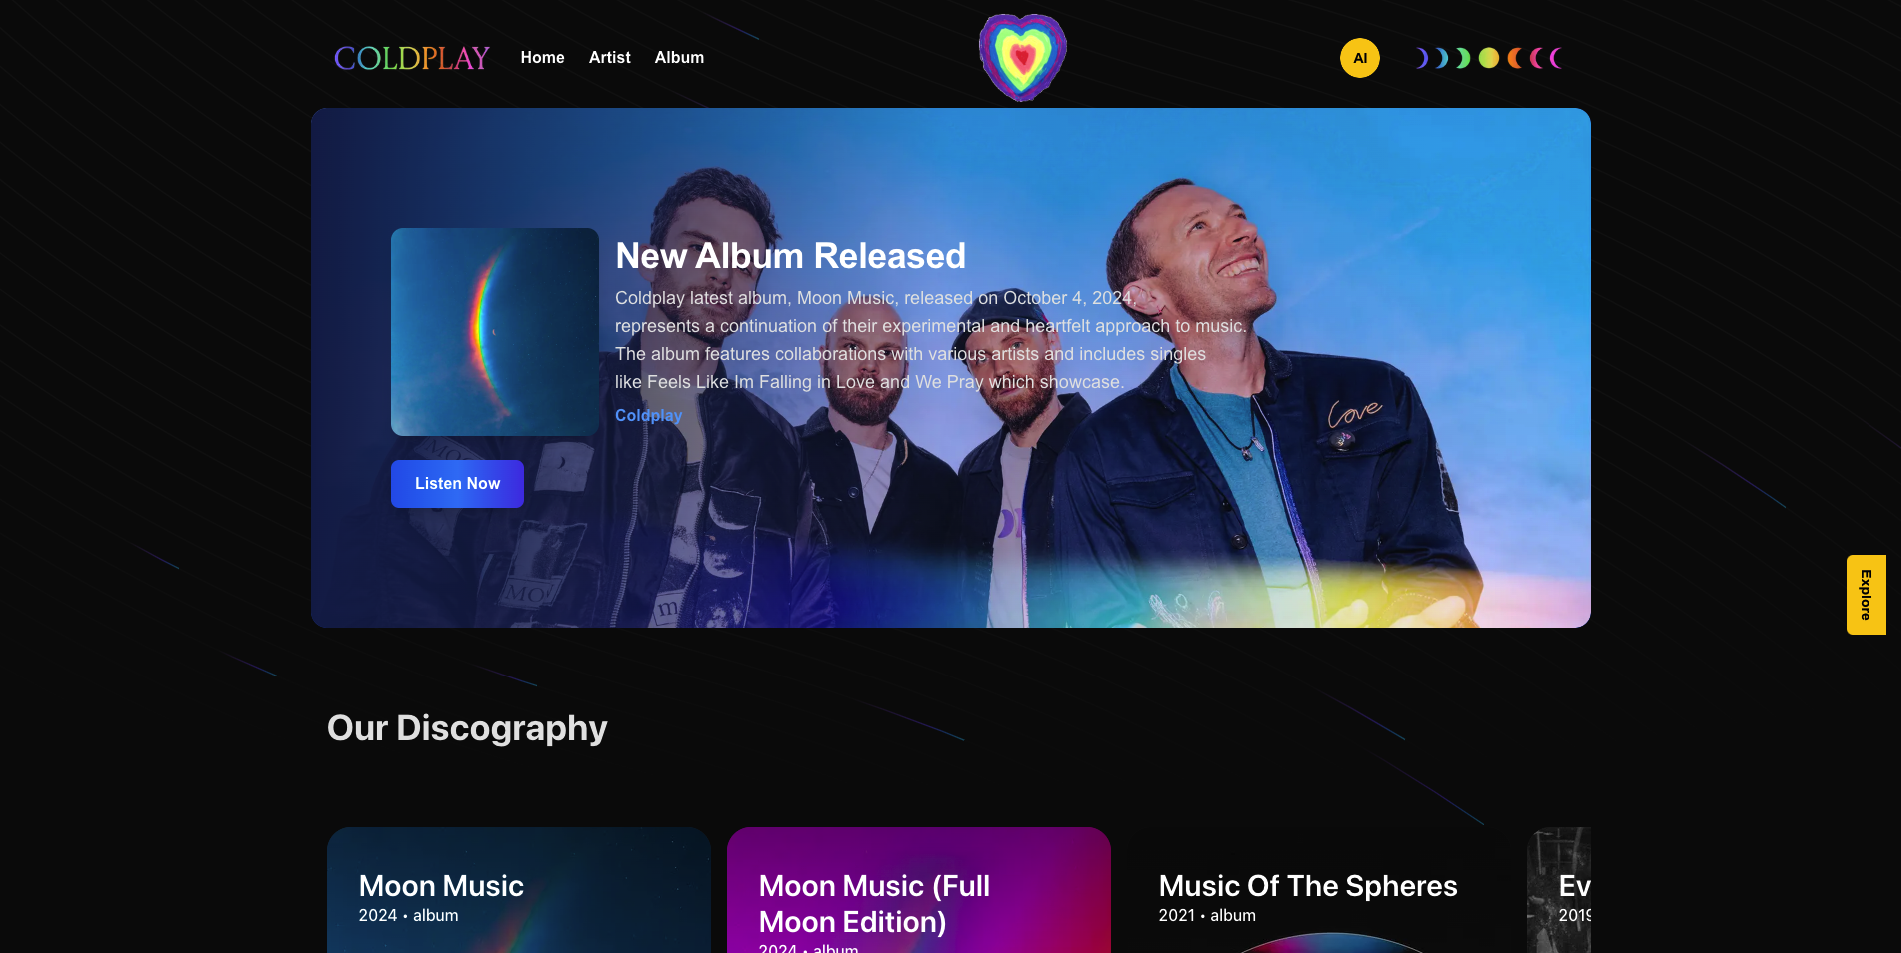 COLDPLAY
Home
Artist
Album
AI
New Album Released
Coldplay latest album, Moon Music, released on October 4, 2024,
represents a continuation of their experimental and heartfelt approach to music.
The album features collaborations with various artists and includes singles
like Feels Like Im Falling in Love and We Pray which showcase.
Coldplay
Love
Listen Now
Explore
Our Discography
Moon Music
2024 • album
Moon Music (Full
Moon Edition)
2024 • album
Music Of The Spheres
2021 • album
Ev
2019